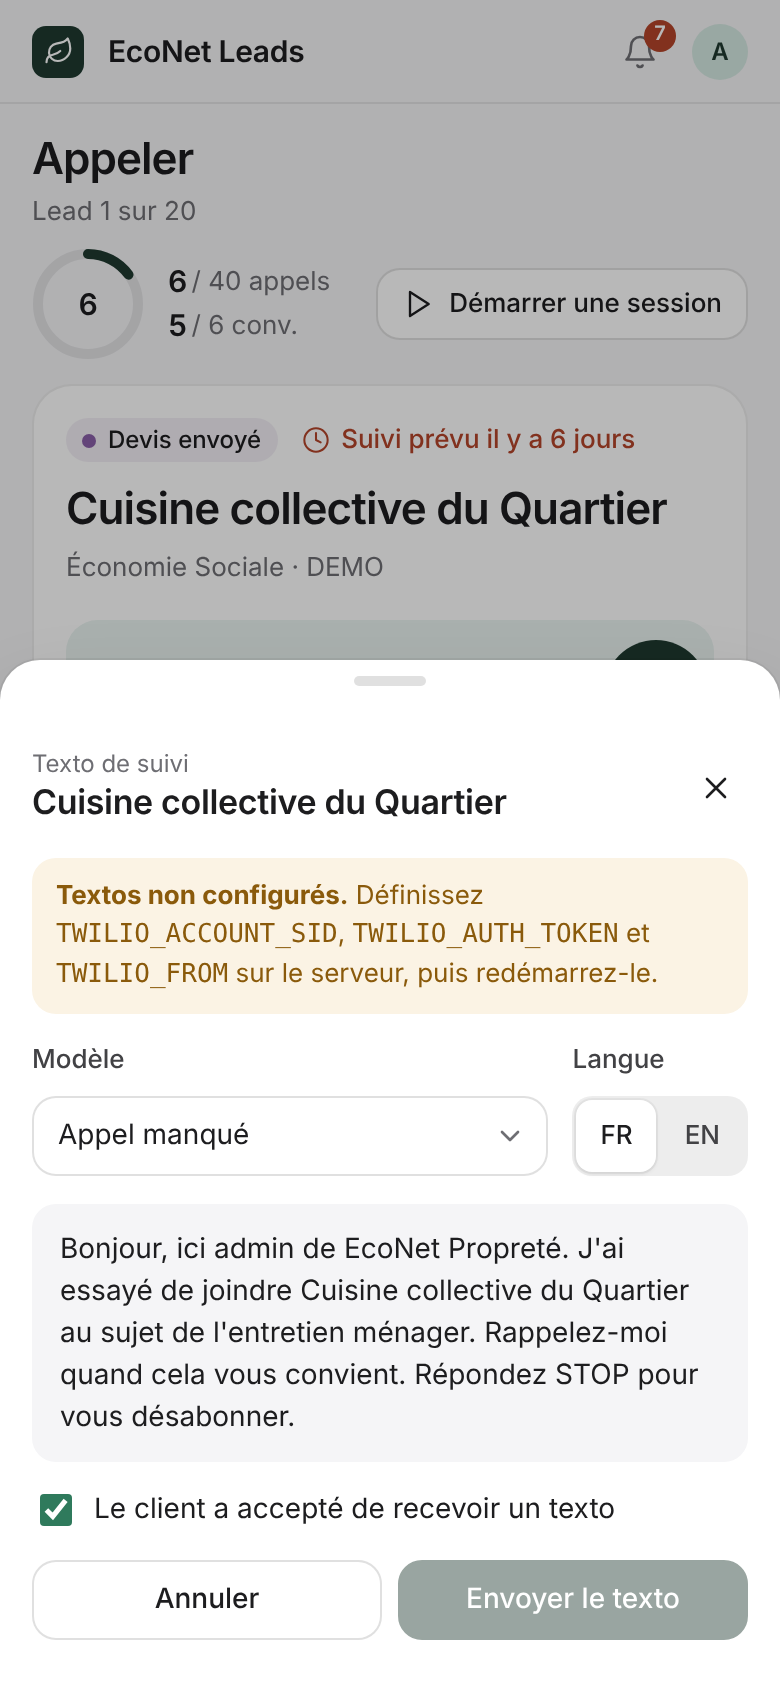 EcoNet Leads
7
A
Appeler
Lead 1 sur 20
6
6 / 40 appels
5 / 6 conv.
Démarrer une session
Devis envoyé
Suivi prévu il y a 6 jours
Cuisine collective du Quartier
Économie Sociale · DEMO
Texto de suivi
Cuisine collective du Quartier
Textos non configurés. Définissez
TWILIO_ACCOUNT_SID, TWILIO_AUTH_TOKEN et
TWILIO_FROM sur le serveur, puis redémarrez-le.
Modèle
Langue
Appel manqué
FR
EN
Bonjour, ici admin de EcoNet Propreté. J'ai
essayé de joindre Cuisine collective du Quartier
au sujet de l'entretien ménager. Rappelez-moi
quand cela vous convient. Répondez STOP pour
vous désabonner.
Le client a accepté de recevoir un texto
Annuler
Envoyer le texto